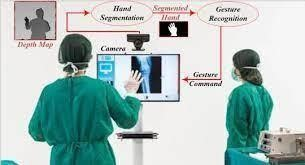 Hand
Segmentation
Segmented
Hand
Gesture
Recognition
Depth Map
Camera
Gesture
Command